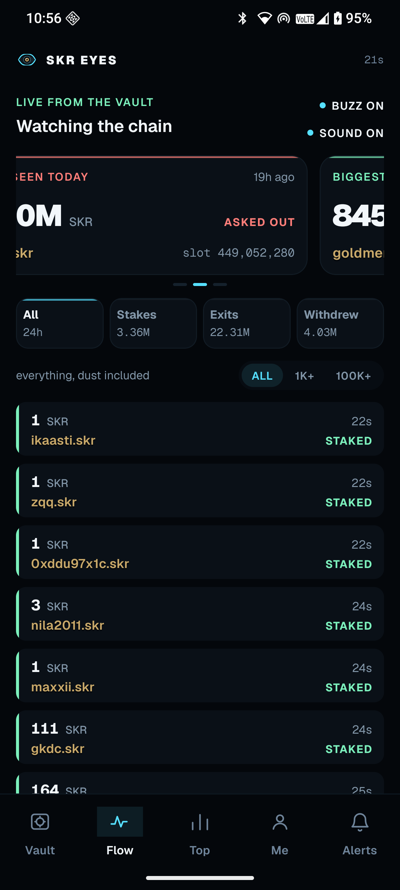 10:56
VoLTE 95%
SKR EYES 21s
LIVE FROM THE VAULT
BUZZ ON
Watching the chain
SOUND ON
SEEN TODAY 19h ago BIGGEST
0M SKR ASKED OUT 845
skr slot 449,052,280 goldme
All Stakes Exits Withdrew
24h 3.36M 22.31M 4.03M
everything, dust included ALL 1K+ 100K+
1 SKR 22s
ikaasti.skr STAKED
1 SKR 22s
zqq.skr STAKED
1 SKR 22s
0xddu97x1c.skr STAKED
3 SKR 24s
nila2011.skr STAKED
1 SKR 24s
maxxii.skr STAKED
111 SKR 24s
gkdc.skr STAKED
164 SKR 25s
Vault Flow Top Me Alerts